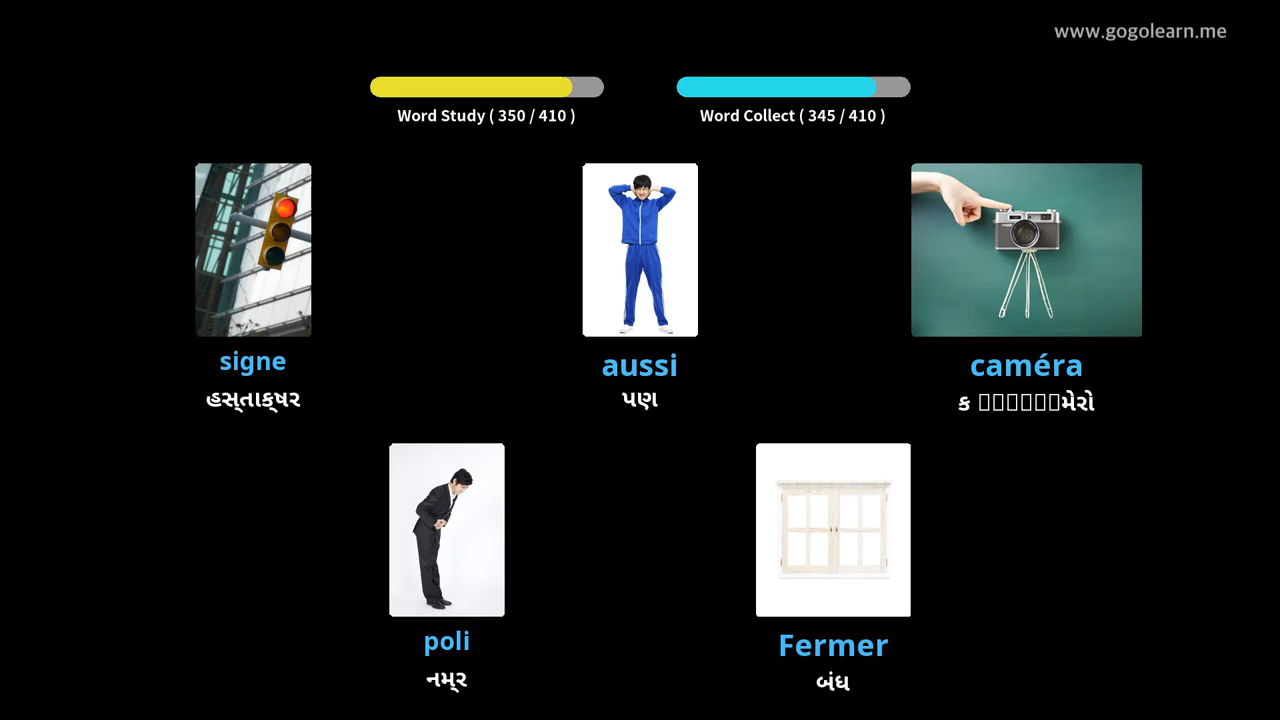 www.gogolearn.me
Word Study ( 350 / 410 )
Word Collect ( 345 / 410 )
signe
હસ્તાક્ષર
aussi
પણ
caméra
ક □□□□□□મેરો
poli
નમ્ર
Fermer
બંધ